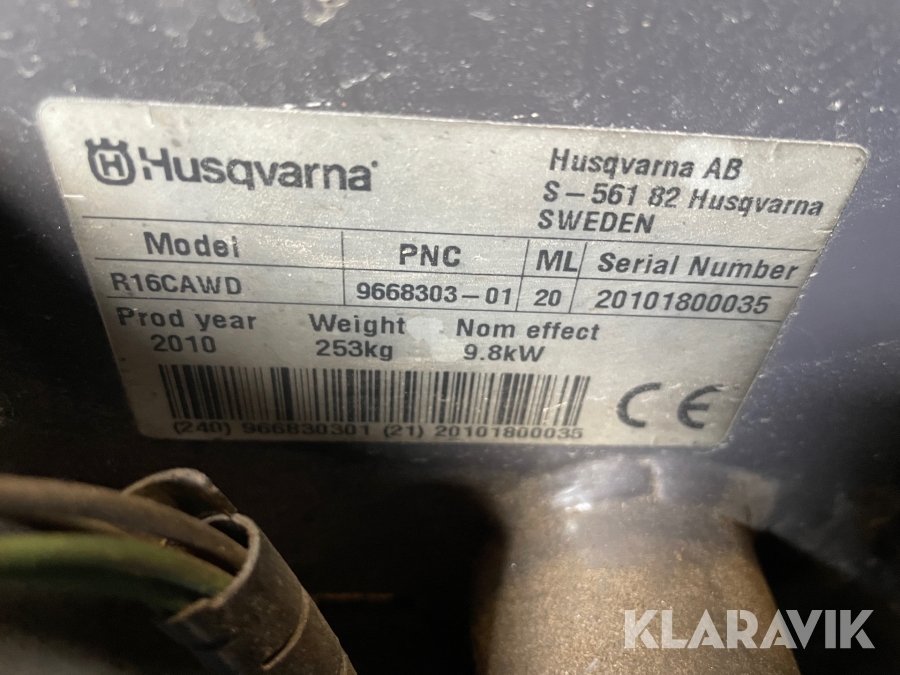 Husqvarna
Husqvarna AB
S-561 82 Husqvarna
SWEDEN
Model PNC ML Serial Number
R16CAWD 9668303-01 20 20101800035
Prod year Weight Nom effect
2010 253kg 9.8kW
CE
(240) 966830301 (21) 20101800035
KLARAVIK